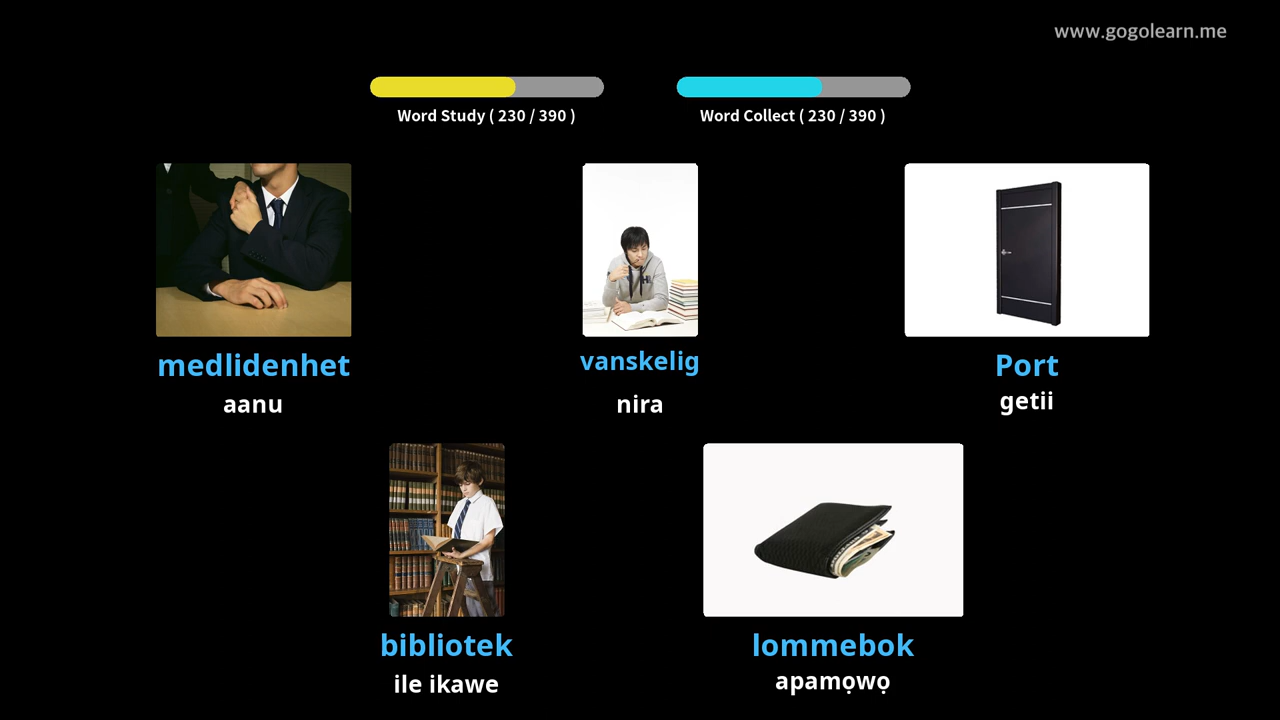 www.gogolearn.me
Word Study ( 230 / 390 )
Word Collect ( 230 / 390 )
medlidenhet
aanu
vanskelig
nira
Port
getii
bibliotek
ile ikawe
lommebok
apamọwọ